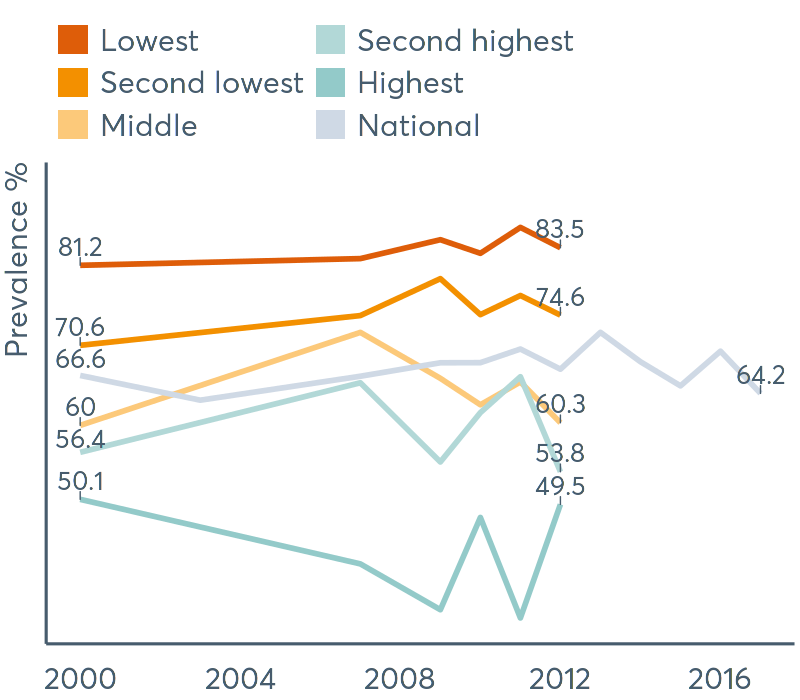 Lowest
Second lowest
Middle
Second highest
Highest
National
Prevalence %
81.2
70.6
66.6
60
56.4
50.1
83.5
74.6
64.2
60.3
53.8
49.5
2000 2004 2008 2012 2016